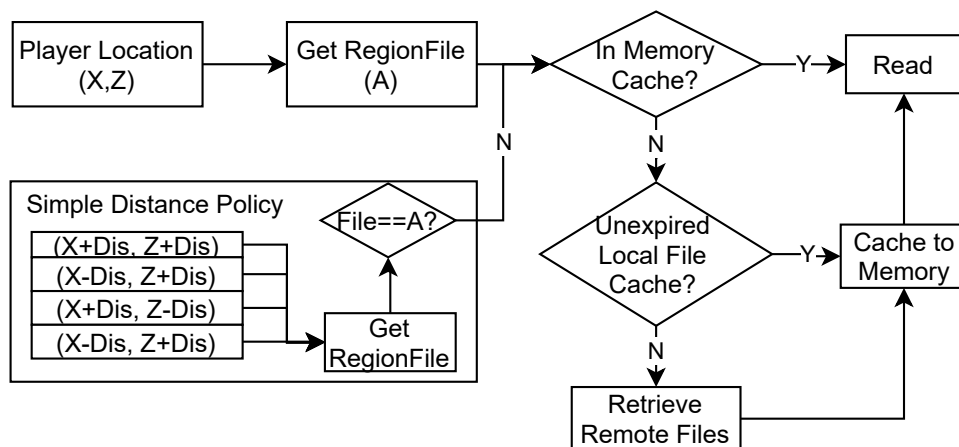 Player Location
(X,Z)
Get RegionFile
(A)
In Memory
Cache?
Y
Read
N
N
Simple Distance Policy
File==A?
(X+Dis, Z+Dis)
(X-Dis, Z+Dis)
(X+Dis, Z-Dis)
(X-Dis, Z+Dis)
Get
RegionFile
Unexpired
Local File
Cache?
Y
Cache to
Memory
N
Retrieve
Remote Files